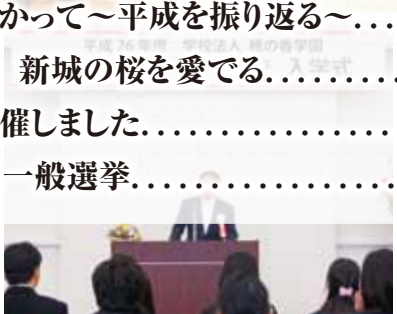 かって～平成を振り返る～....
平成26年度 学校法人 穂の香学園
入学式
新城の桜を愛でる..........
催しました..................
一般選挙...................